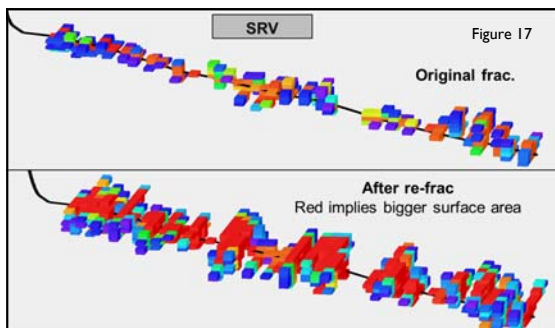 SRV
Figure 17
Original frac.
After re-frac
Red implies bigger surface area